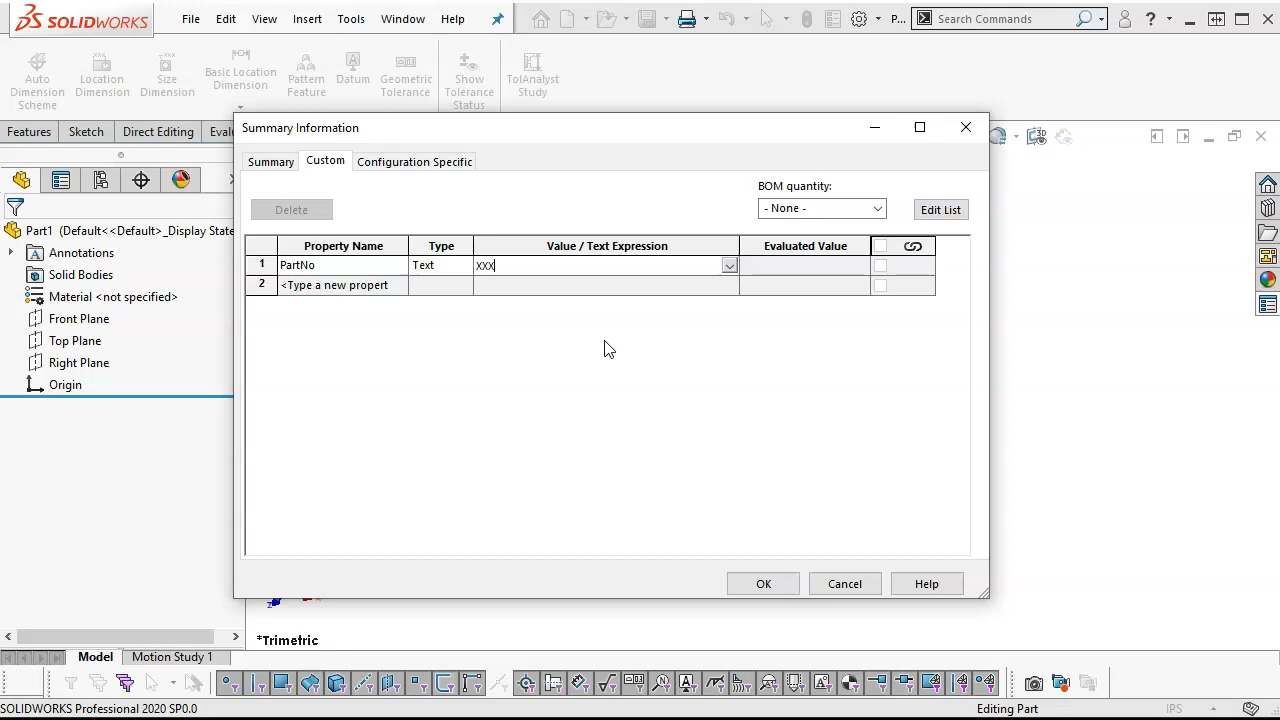 SOLIDWORKS File Edit View Insert Tools Window Help P... Search Commands ?
Auto Dimension Scheme
Location Dimension
Size Dimension
Basic Location Dimension
Pattern Feature
Datum
Geometric Tolerance
Show Tolerance Status
TolAnalyst Study
Features Sketch Direct Editing Evalu
Part1 (Default<<Default>_Display State
Annotations
Solid Bodies
Material <not specified>
Front Plane
Top Plane
Right Plane
Origin
Summary Information
Summary Custom Configuration Specific
BOM quantity:
Delete - None - Edit List
Property Name Type Value / Text Expression Evaluated Value
1 PartNo Text XXX
2 <Type a new propert
OK Cancel Help
*Trimetric
Model Motion Study 1
SOLIDWORKS Professional 2020 SP0.0 Editing Part IPS